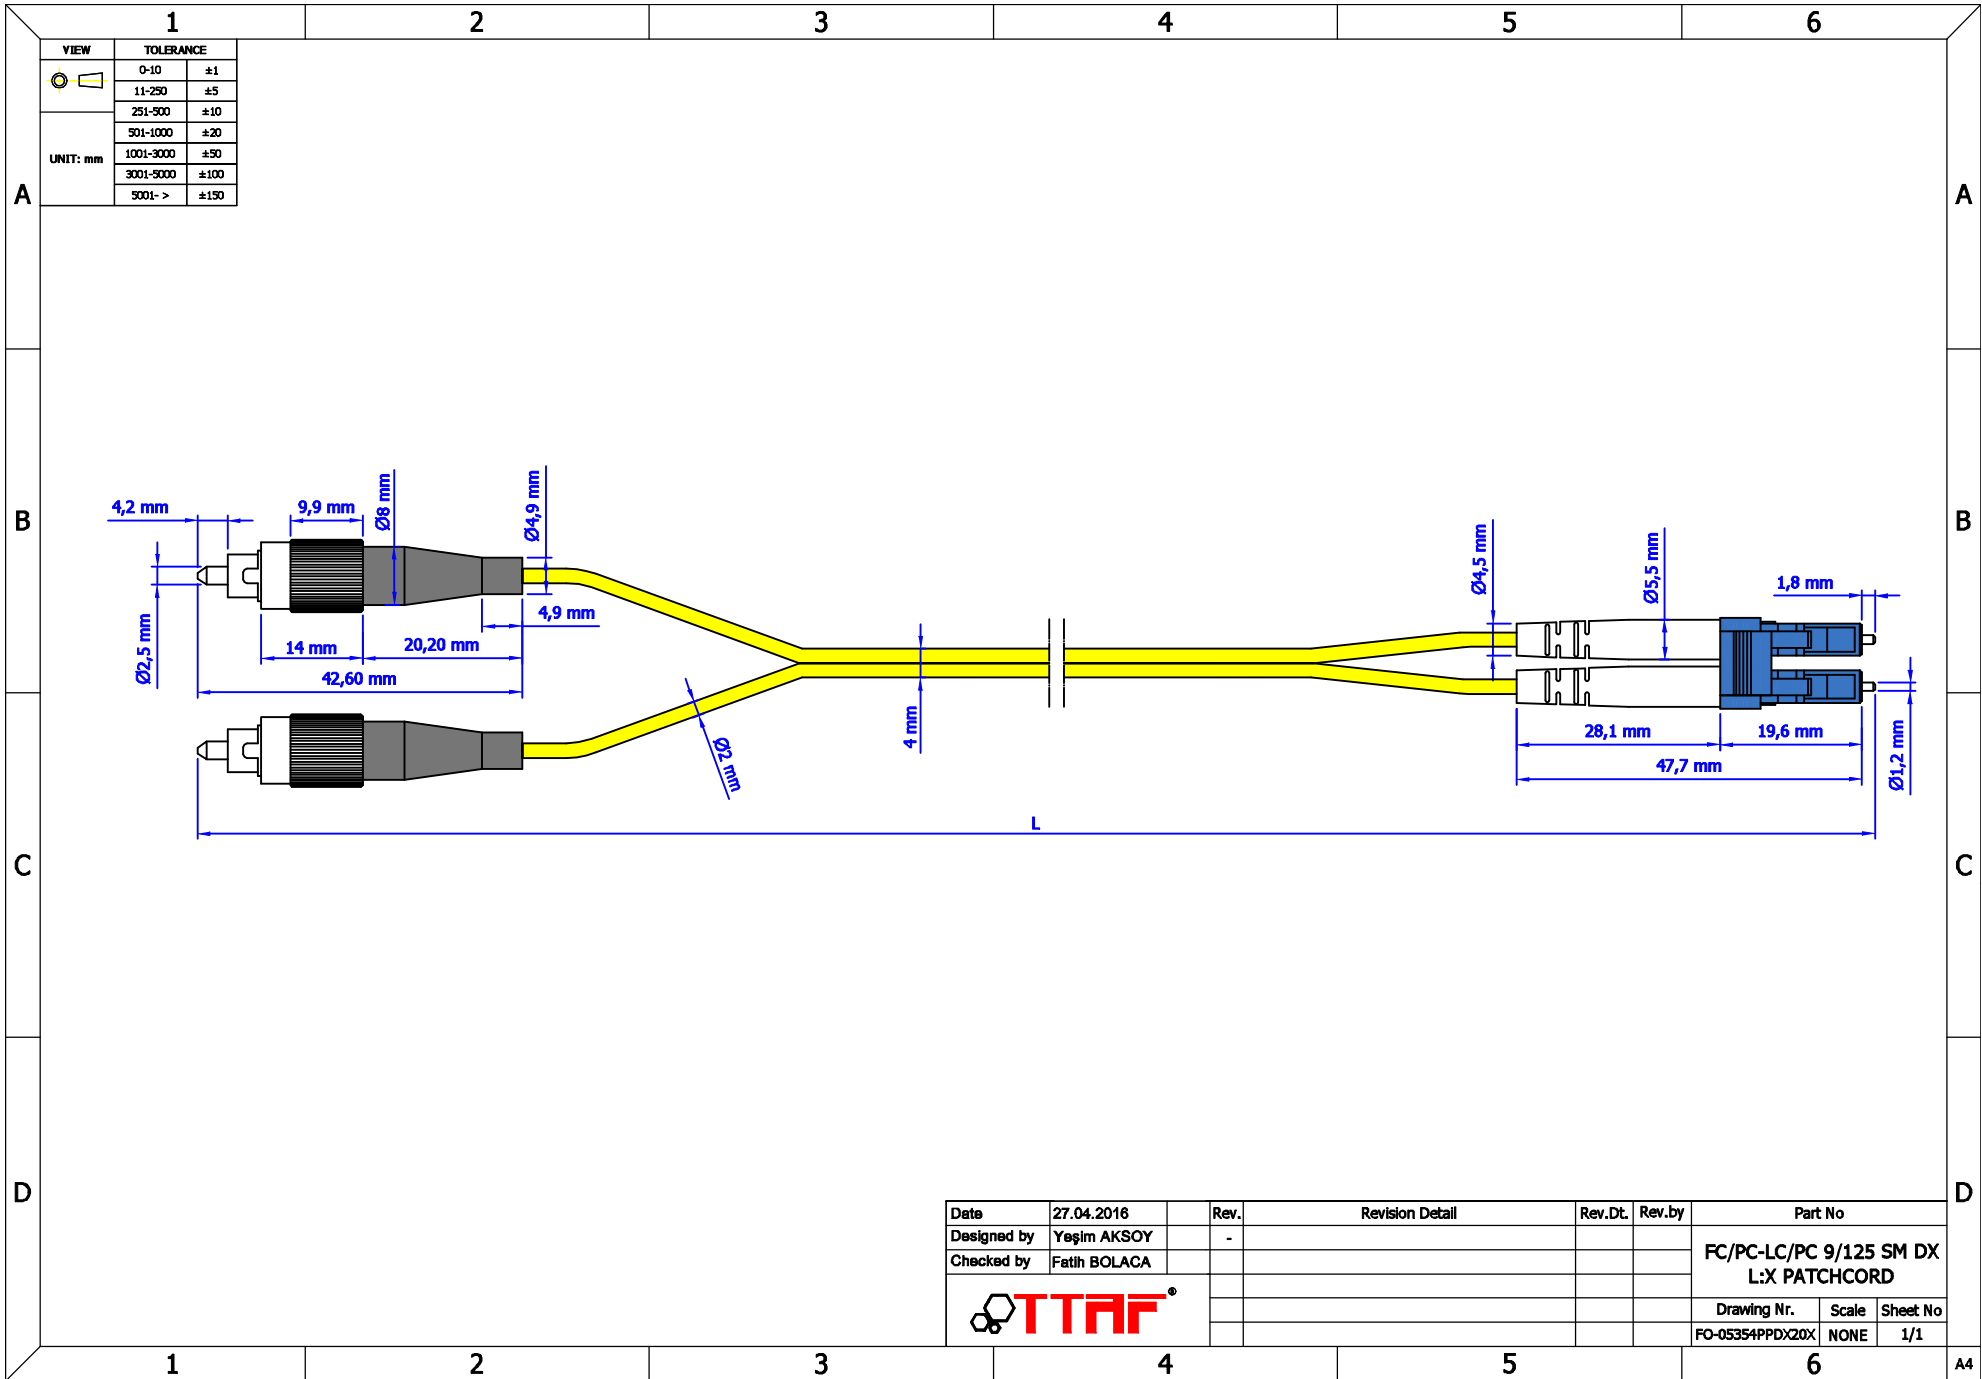 1 2 3 4 5 6
VIEW TOLERANCE
0-10 ±1
11-250 ±5
251-500 ±10
501-1000 ±20
UNIT: mm
1001-3000 ±50
3001-5000 ±100
5001- > ±150
A A
B B
4,2 mm
9,9 mm
Ø8 mm
Ø4,9 mm
Ø2,5 mm
14 mm
20,20 mm
4,9 mm
42,60 mm
Ø2 mm
4 mm
Ø4,5 mm
Ø5,5 mm
1,8 mm
28,1 mm
19,6 mm
47,7 mm
Ø1,2 mm
L
C C
D D
Date 27.04.2016 Rev. Revision Detail Rev.Dt. Rev.by Part No
Designed by Yeşim AKSOY -
Checked by Fatih BOLACA
FC/PC-LC/PC 9/125 SM DX
L:X PATCHCORD
TTAF ®
Drawing Nr. Scale Sheet No
FO-05354PPDX20X NONE 1/1
1 2 3 4 5 6 A4